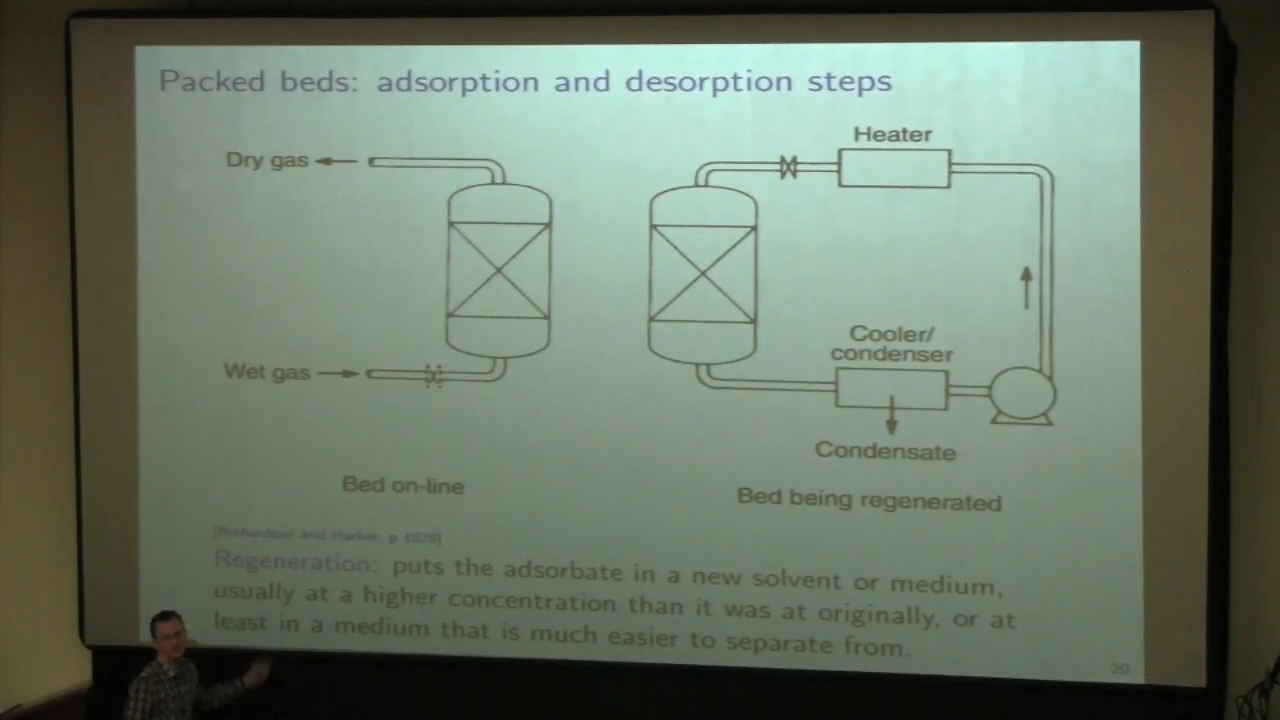 Packed beds: adsorption and desorption steps
Heater
Dry gas
Cooler/
condenser
Wet gas
Condensate
Bed on-line
Bed being regenerated
[Richardson and Harker, p 1028]
Regeneration: puts the adsorbate in a new solvent or medium,
usually at a higher concentration than it was at originally, or at
least in a medium that is much easier to separate from.
20